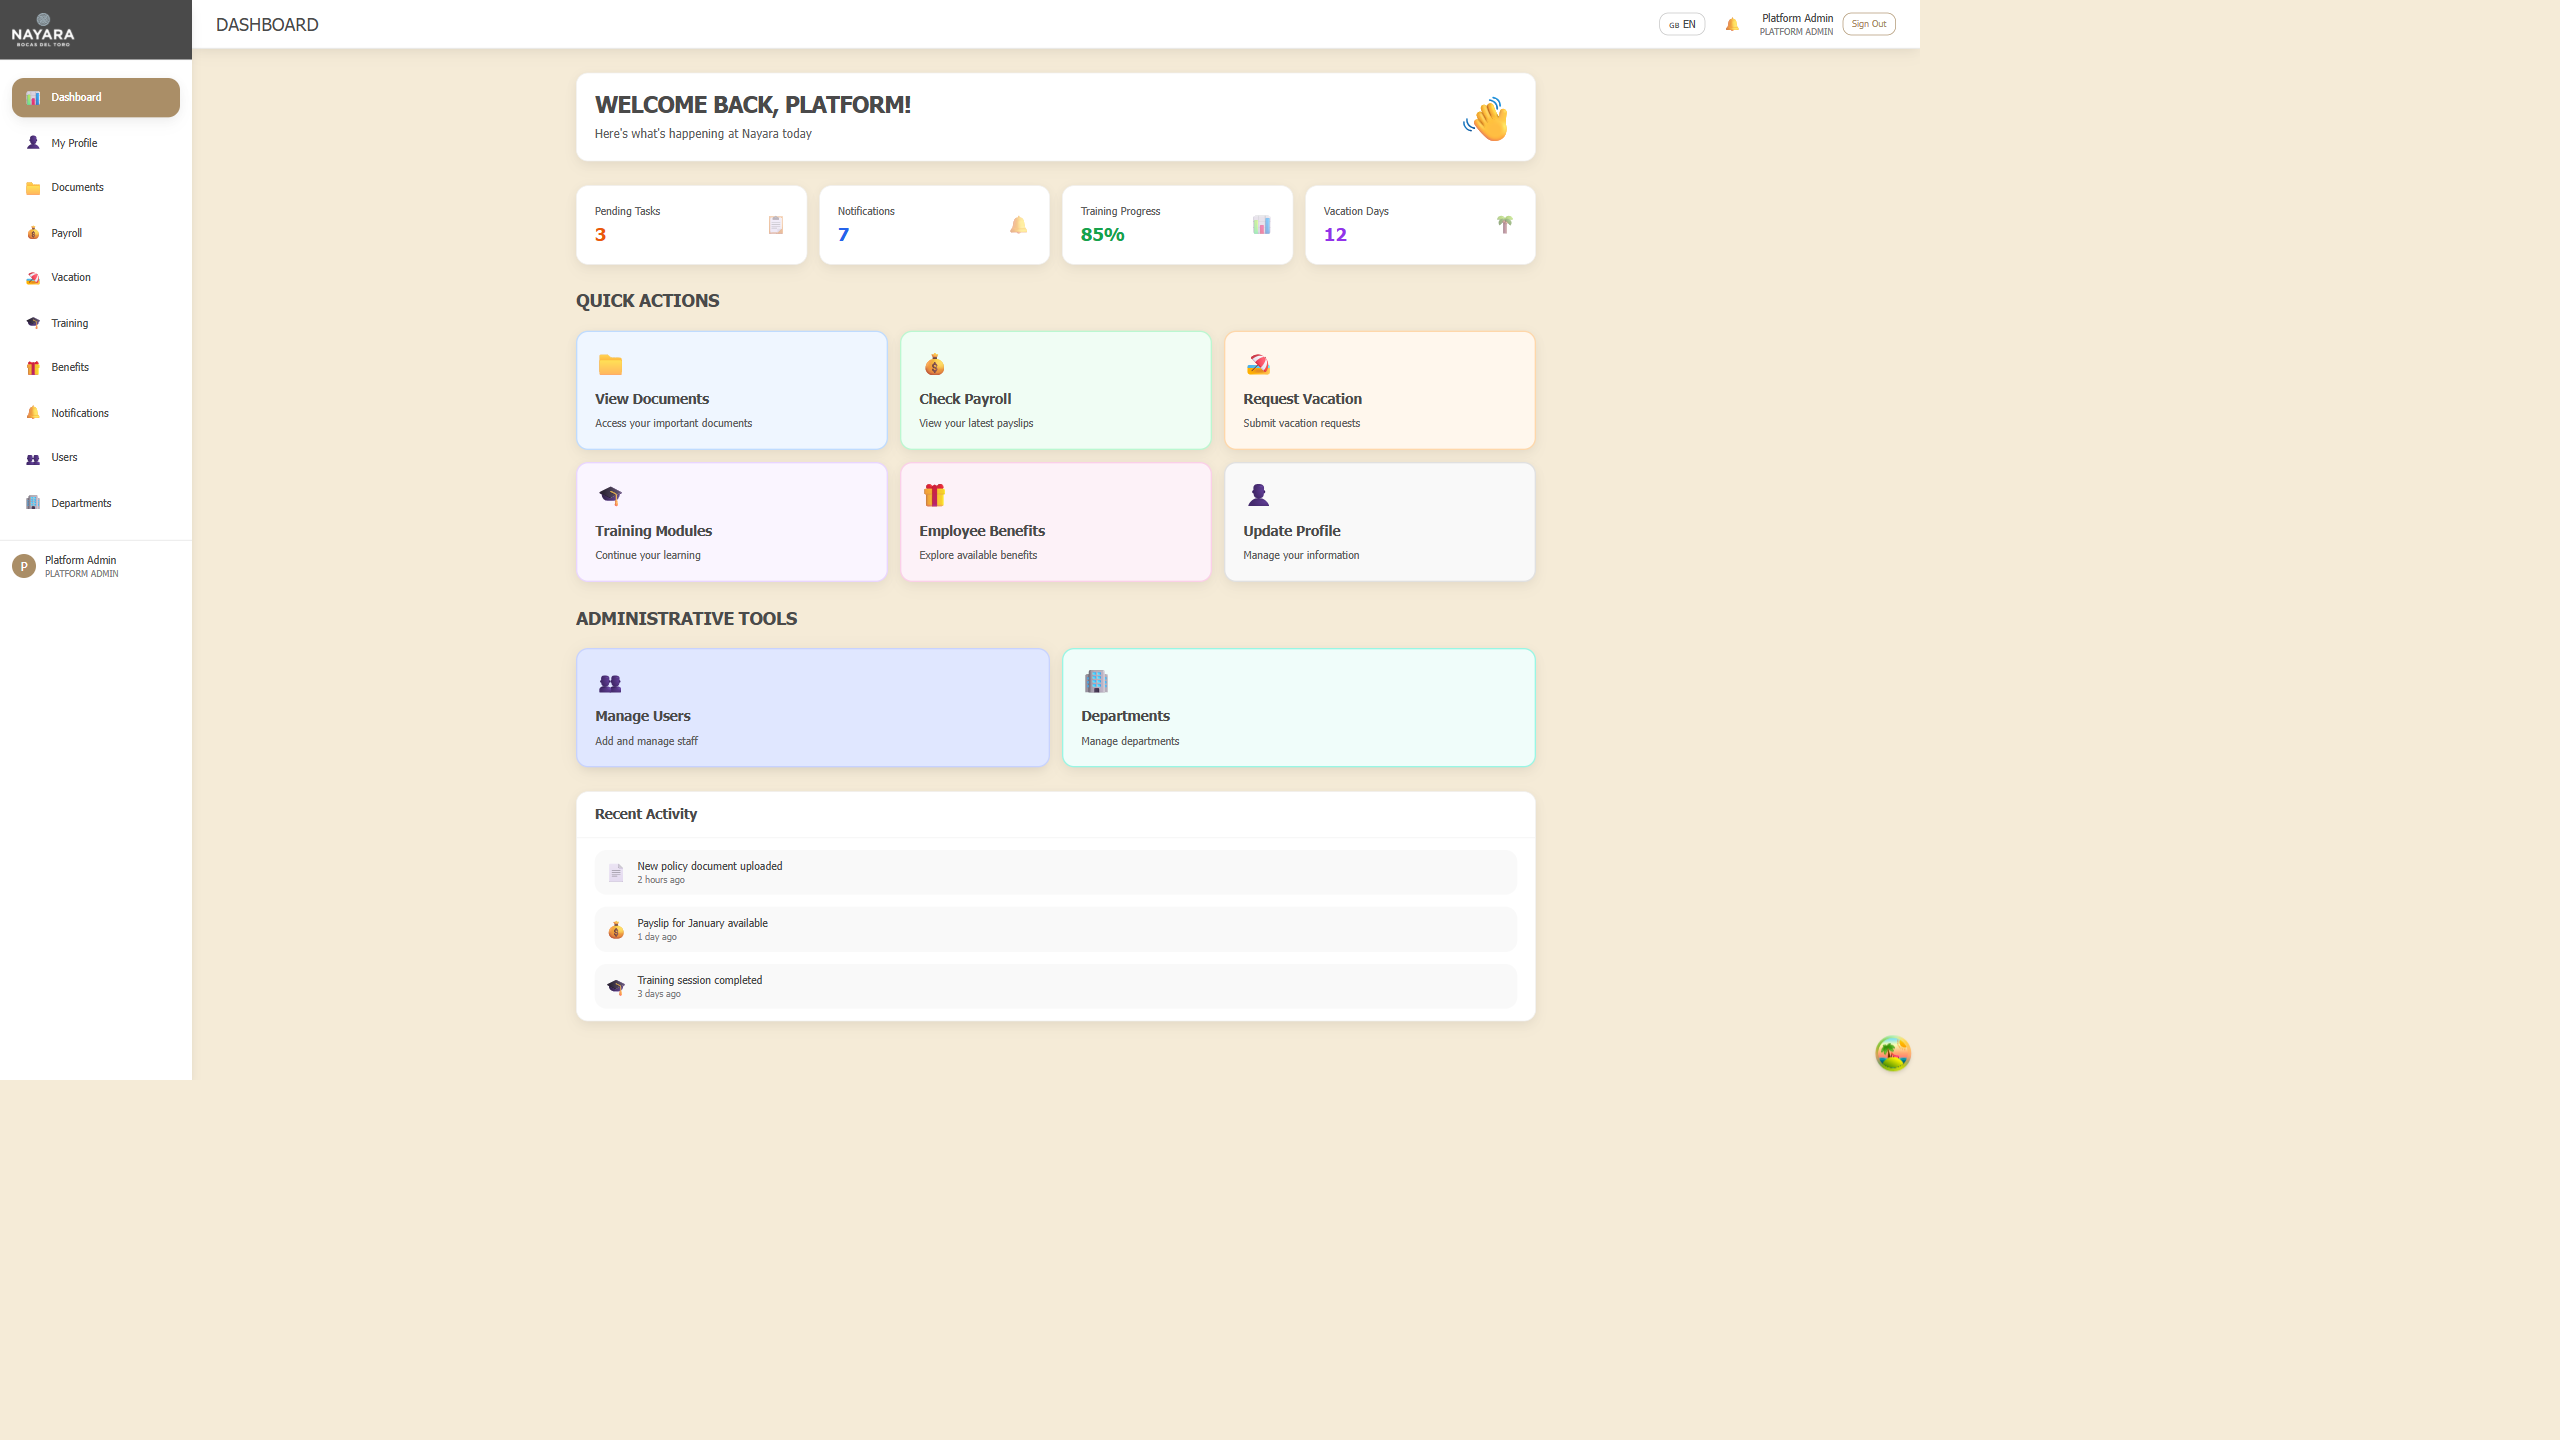 NAYARA
BOCAS DEL TORO
DASHBOARD
GB EN
Platform Admin
PLATFORM ADMIN
Sign Out
Dashboard
My Profile
Documents
Payroll
Vacation
Training
Benefits
Notifications
Users
Departments
P
Platform Admin
PLATFORM ADMIN
WELCOME BACK, PLATFORM!
Here's what's happening at Nayara today
Pending Tasks
3
Notifications
7
Training Progress
85%
Vacation Days
12
QUICK ACTIONS
View Documents
Access your important documents
Check Payroll
View your latest payslips
Request Vacation
Submit vacation requests
Training Modules
Continue your learning
Employee Benefits
Explore available benefits
Update Profile
Manage your information
ADMINISTRATIVE TOOLS
Manage Users
Add and manage staff
Departments
Manage departments
Recent Activity
New policy document uploaded
2 hours ago
Payslip for January available
1 day ago
Training session completed
3 days ago